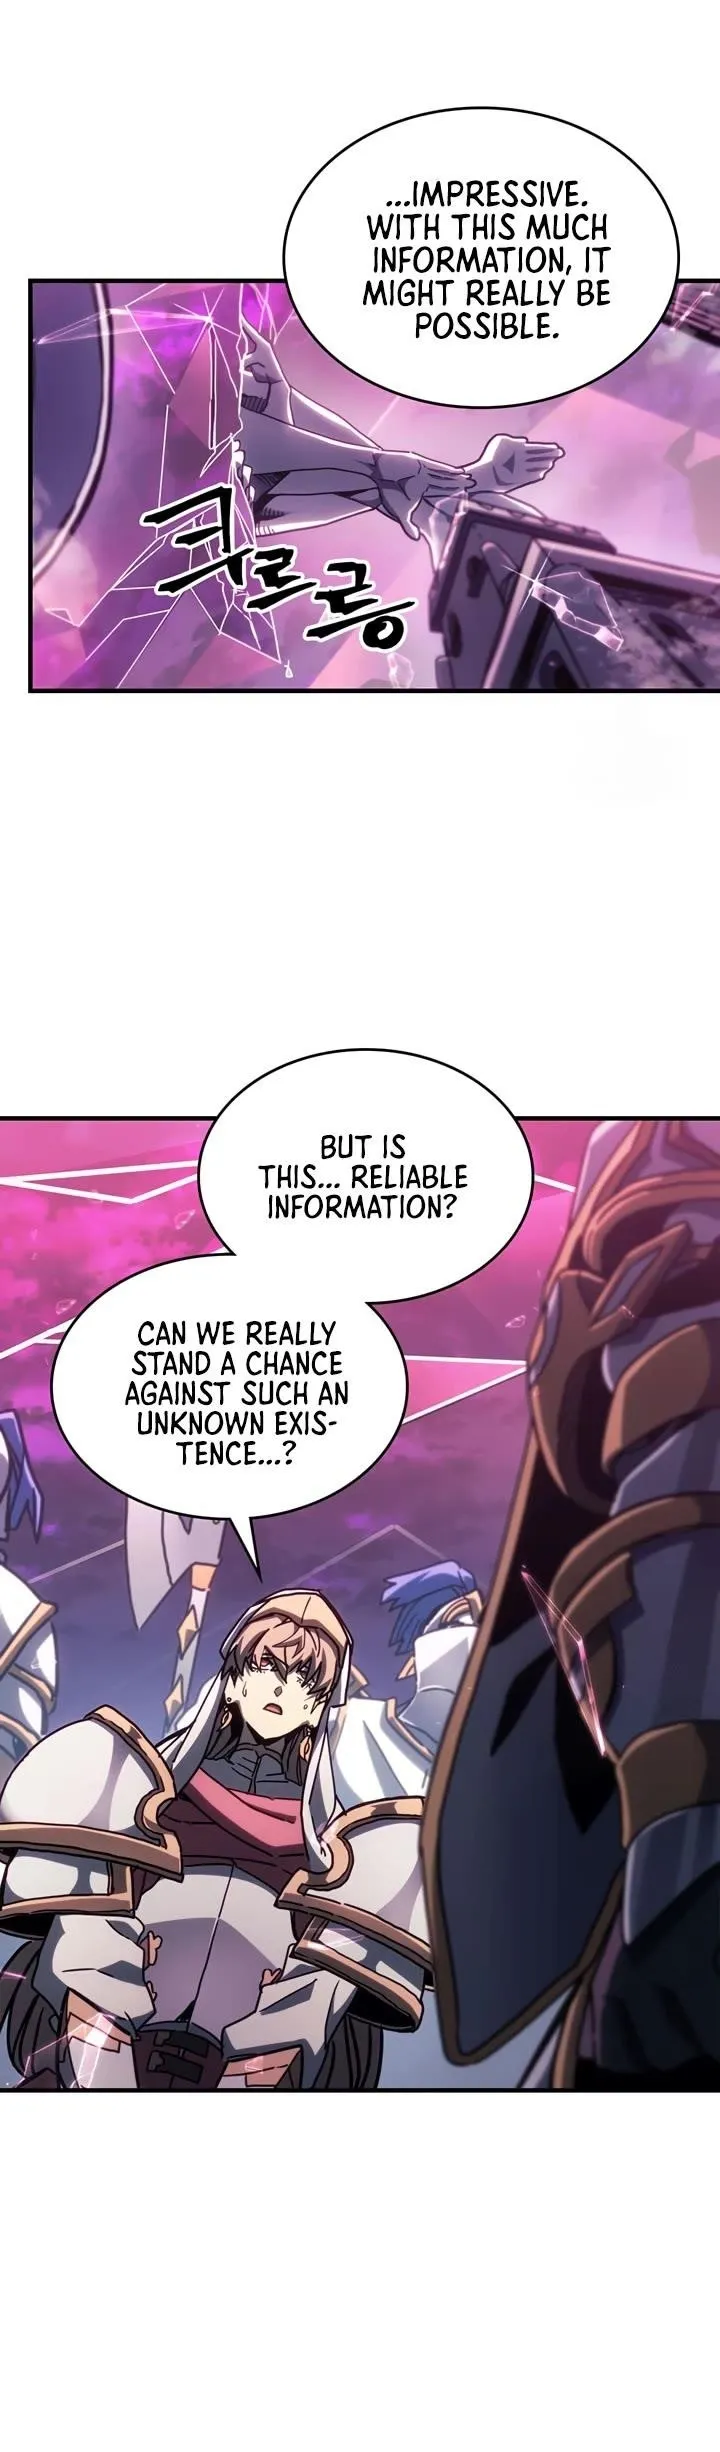 ...IMPRESSIVE.
WITH THIS MUCH
INFORMATION, IT
MIGHT REALLY BE
POSSIBLE.
쿠르릉
BUT IS
THIS... RELIABLE
INFORMATION?
CAN WE REALLY
STAND A CHANCE
AGAINST SUCH AN
UNKNOWN EXIS-
TENCE...?